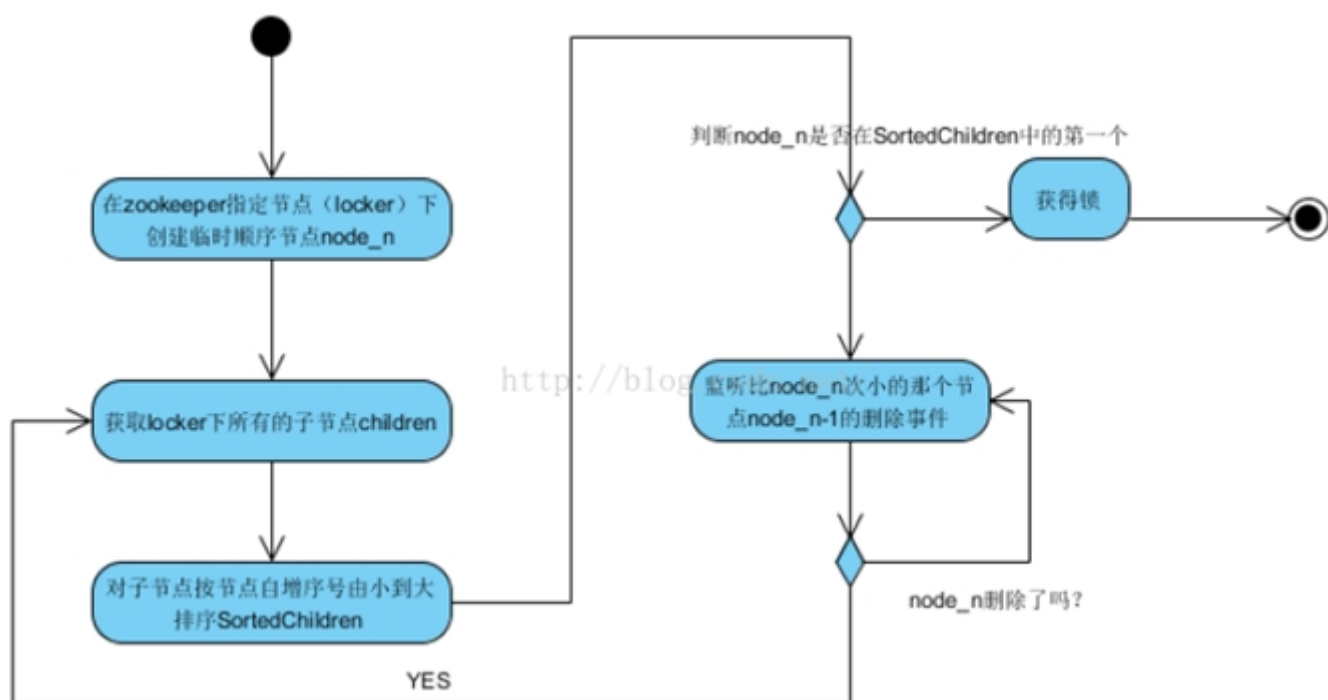 在zookeeper指定节点（locker）下
创建临时顺序节点node_n
获取locker下所有的子节点children
对子节点按节点自增序号由小到大
排序SortedChildren
判断node_n是否在SortedChildren中的第一个
获得锁
监听比node_n次小的那个节
点node_n-1的删除事件
node_n删除了吗？
YES
http://blog